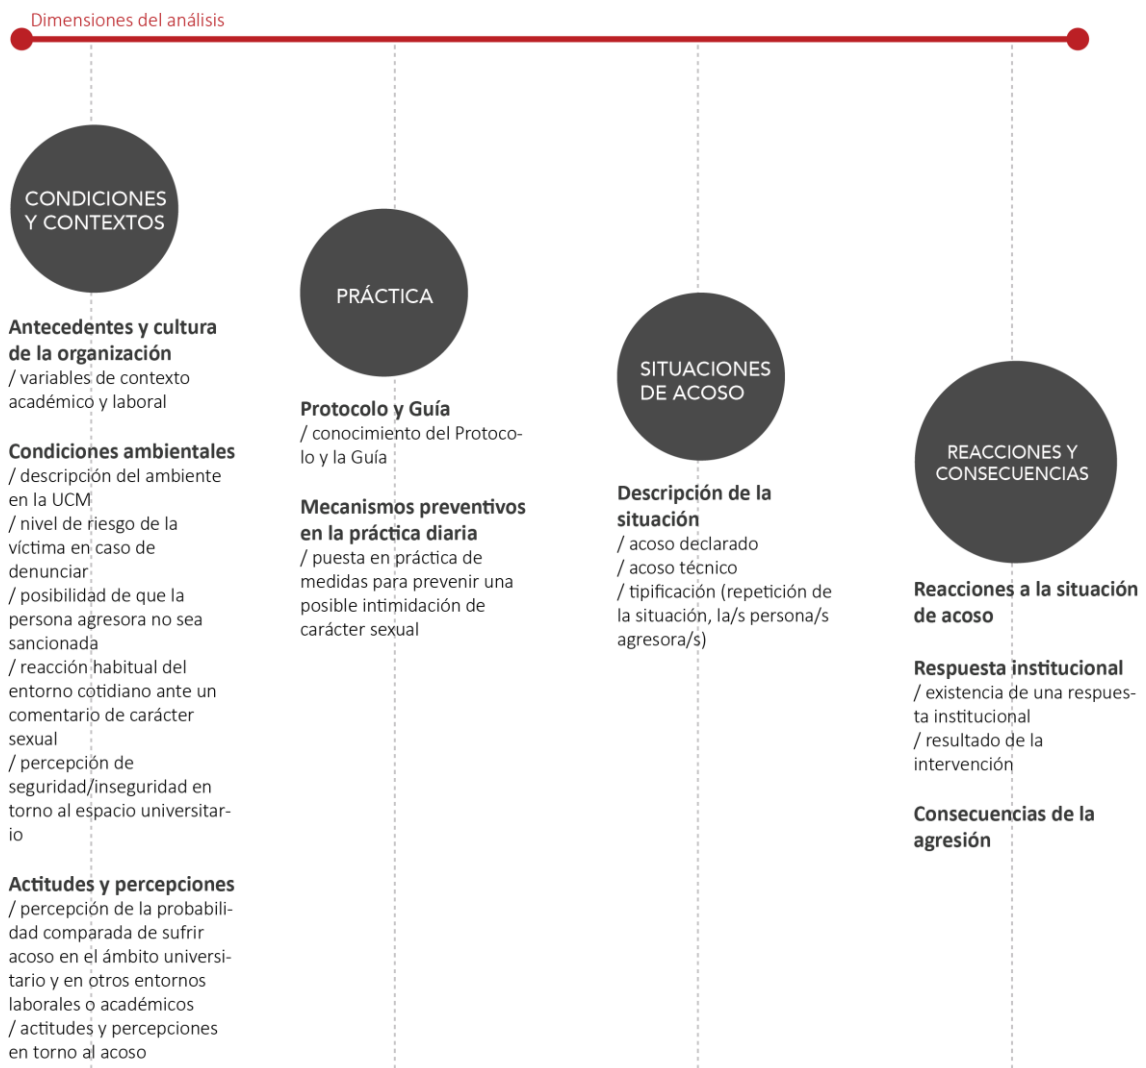 Dimensiones del análisis
CONDICIONES
Y CONTEXTOS
Antecedentes y cultura
de la organización
/ variables de contexto
académico y laboral
Condiciones ambientales
/ descripción del ambiente
en la UCM
/ nivel de riesgo de la
víctima en caso de
denunciar
/ posibilidad de que la
persona agresora no sea
sancionada
/ reacción habitual del
entorno cotidiano ante un
comentario de carácter
sexual
/ percepción de
seguridad/inseguridad en
torno al espacio universitar-
io
Actitudes y percepciones
/ percepción de la probabili-
dad comparada de sufrir
acoso en el ámbito universi-
tario y en otros entornos
laborales o académicos
/ actitudes y percepciones
en torno al acoso
PRÁCTICA
Protocolo y Guía
/ conocimiento del Protoco-
lo y la Guía
Mecanismos preventivos
en la práctica diaria
/ puesta en práctica de
medidas para prevenir una
posible intimidación de
carácter sexual
SITUACIONES
DE ACOSO
Descripción de la
situación
/ acoso declarado
/ acoso técnico
/ tipificación (repetición de
la situación, la/s persona/s
agresora/s)
REACCIONES Y
CONSECUENCIAS
Reacciones a la situación
de acoso
Respuesta institucional
/ existencia de una respues-
ta institucional
/ resultado de la
intervención
Consecuencias de la
agresión